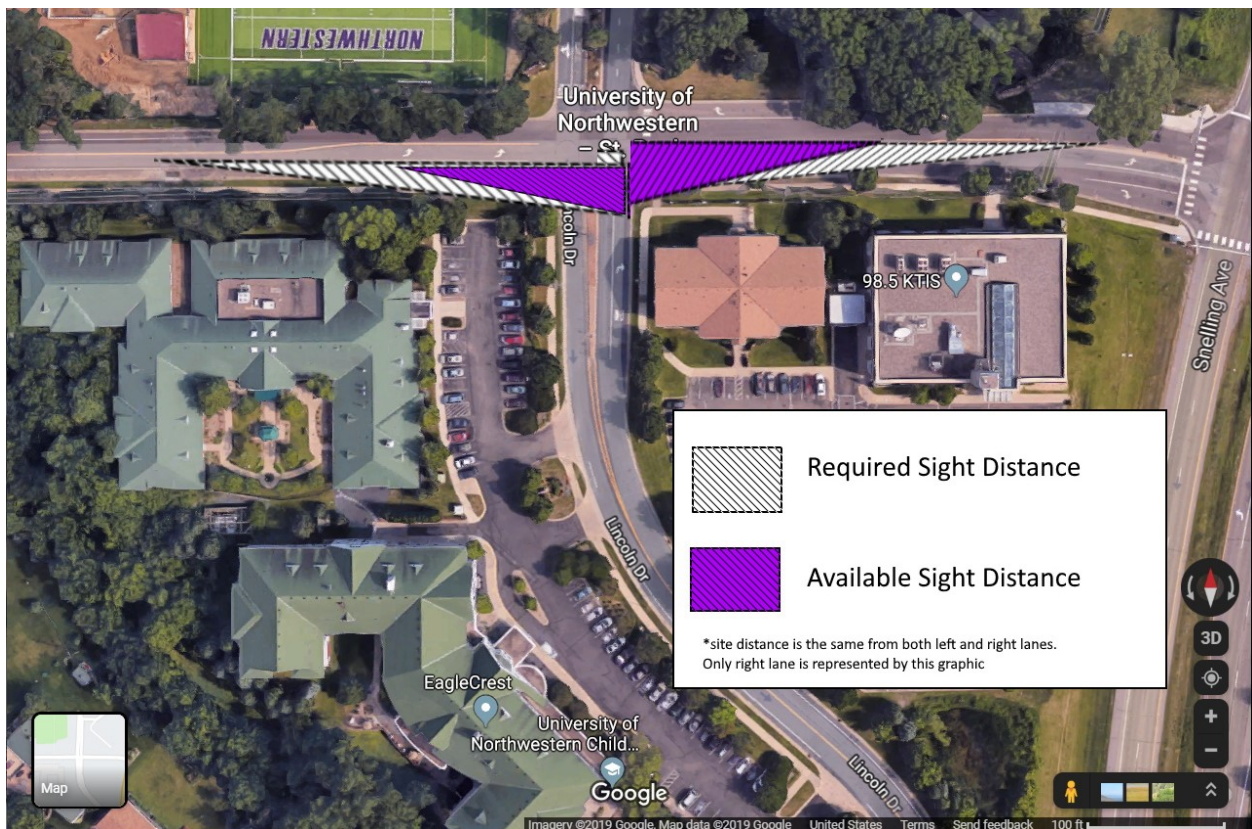 NORTHWESTERN
University of
Northwestern
Lincoln Dr
98.5 KTIS
Snelling Ave
Required Sight Distance
Available Sight Distance
*site distance is the same from both left and right lanes.
Only right lane is represented by this graphic
Lincoln Dr
3D
EagleCrest
University of
Northwestern Child...
Lincoln Dr
Map
Google
Imagery ©2019 Google, Map data ©2019 Google United States Terms Send feedback 100 ft